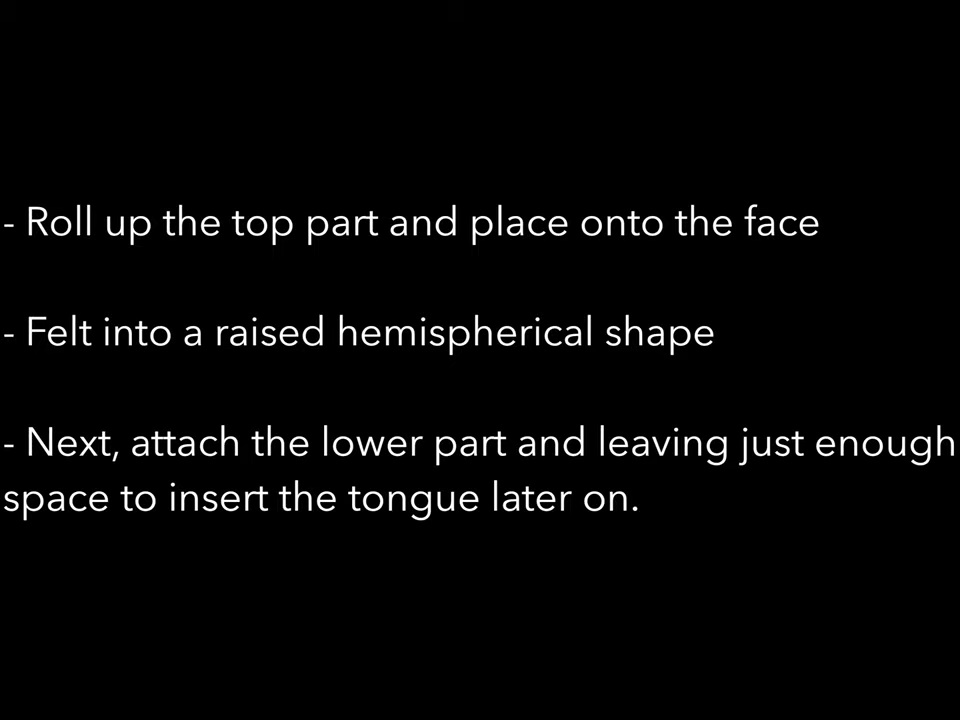 - Roll up the top part and place onto the face
- Felt into a raised hemispherical shape
- Next, attach the lower part and leaving just enough
space to insert the tongue later on.